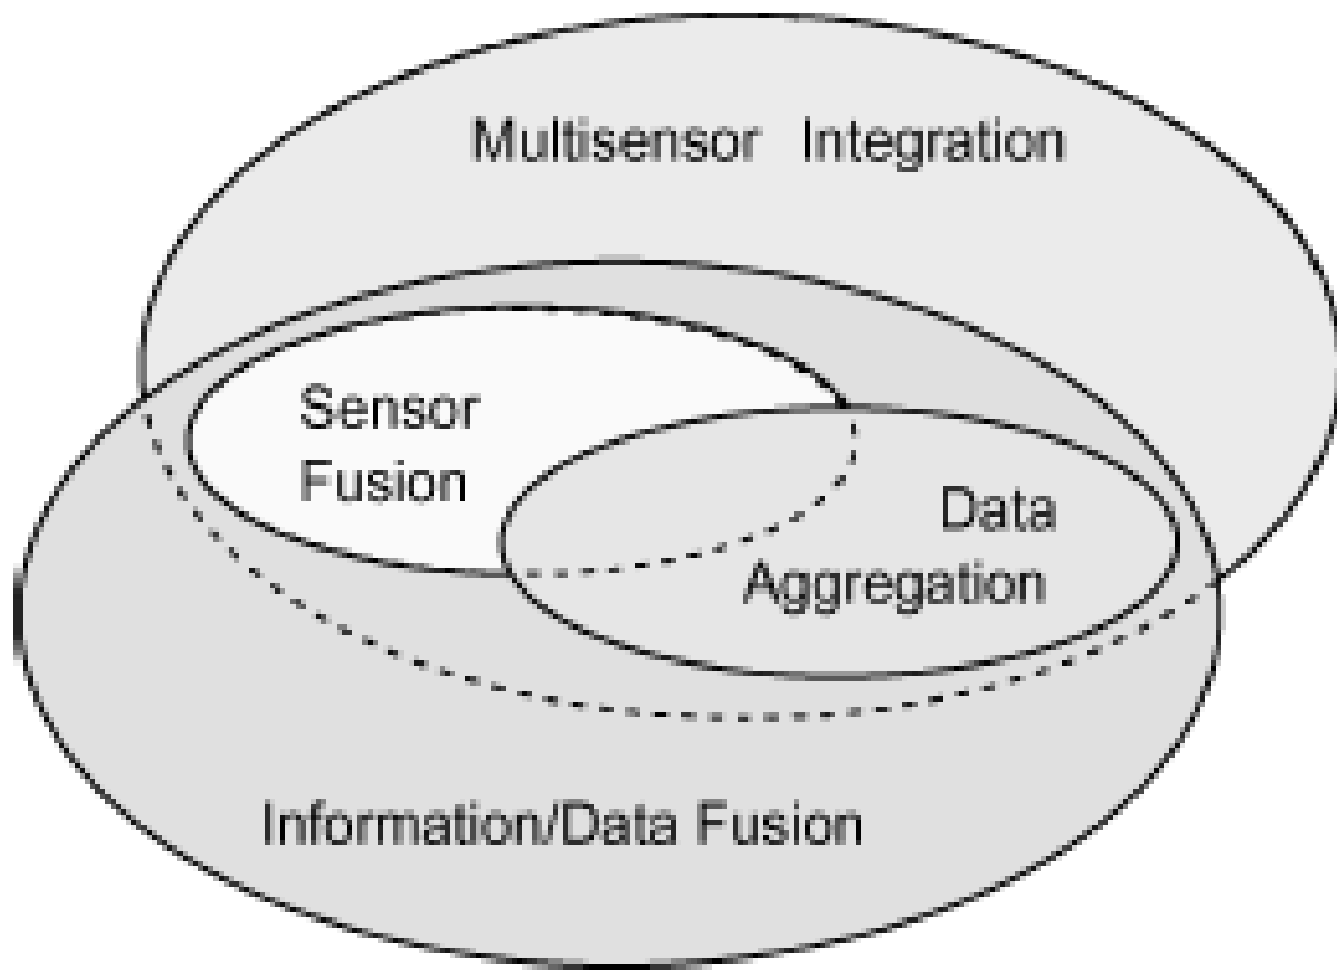 Multisensor Integration
Sensor
Fusion
Data
Aggregation
Information/Data Fusion